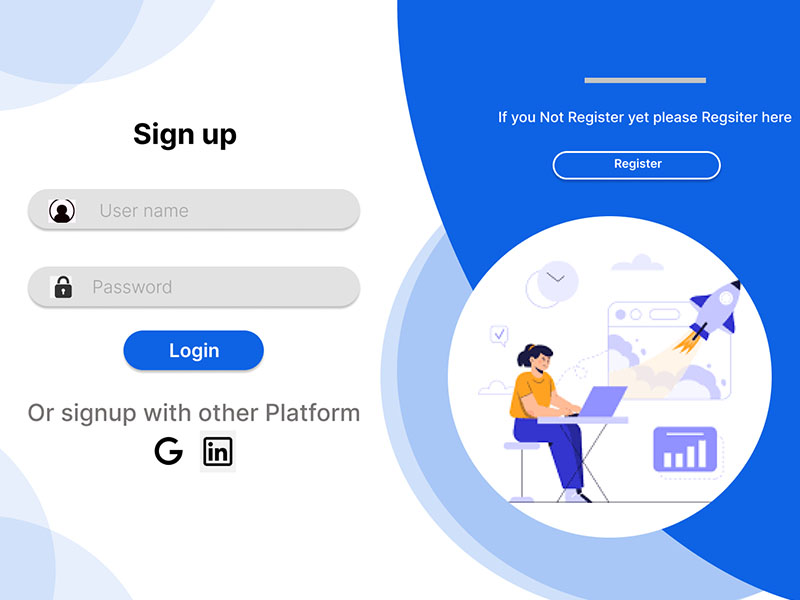 Sign up
User name
Password
Login
Or signup with other Platform
G in
If you Not Register yet please Regsiter here
Register